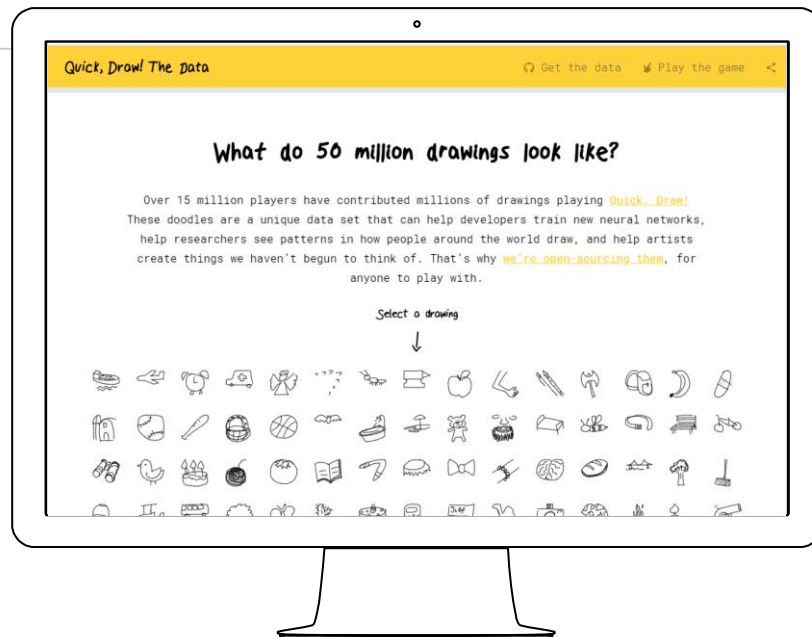 Quick, Draw! The Data
Get the data Play the game
What do 50 million drawings look like?
Over 15 million players have contributed millions of drawings playing Quick, Draw!
These doodles are a unique data set that can help developers train new neural networks,
help researchers see patterns in how people around the world draw, and help artists
create things we haven't begun to think of. That's why we're open-sourcing them, for
anyone to play with.
Select a drawing